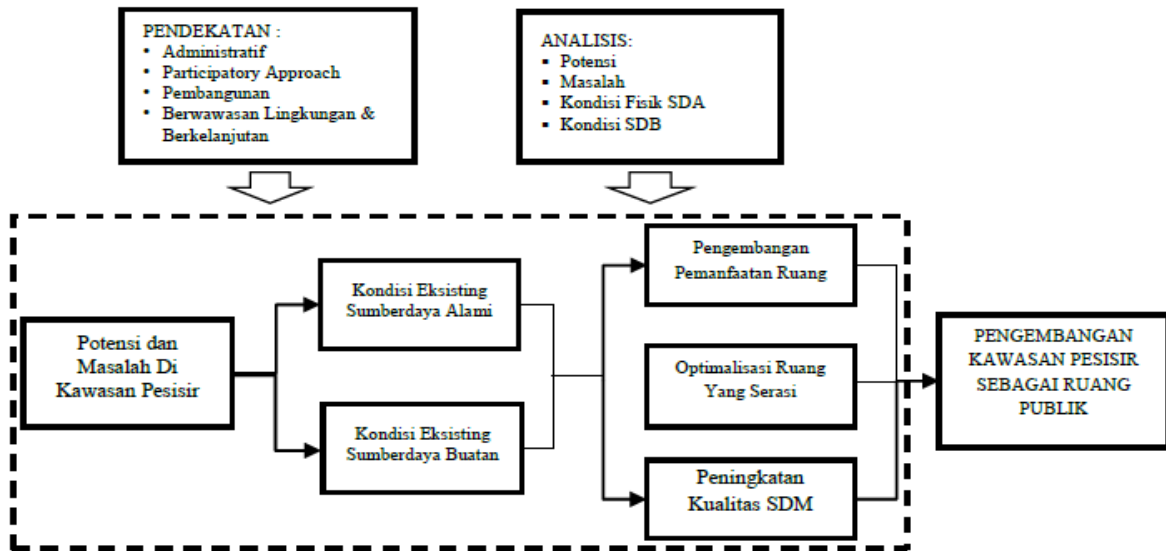 PENDEKATAN :
• Administratif
• Participatory Approach
• Pembangunan
• Berwawasan Lingkungan &
Berkelanjutan
ANALISIS:
▪ Potensi
▪ Masalah
▪ Kondisi Fisik SDA
▪ Kondisi SDB
Potensi dan
Masalah Di
Kawasan Pesisir
Kondisi Eksisting
Sumberdaya Alami
Kondisi Eksisting
Sumberdaya Buatan
Pengembangan
Pemanfaatan Ruang
Optimalisasi Ruang
Yang Serasi
Peningkatan
Kualitas SDM
PENGEMBANGAN
KAWASAN PESISIR
SEBAGAI RUANG
PUBLIK